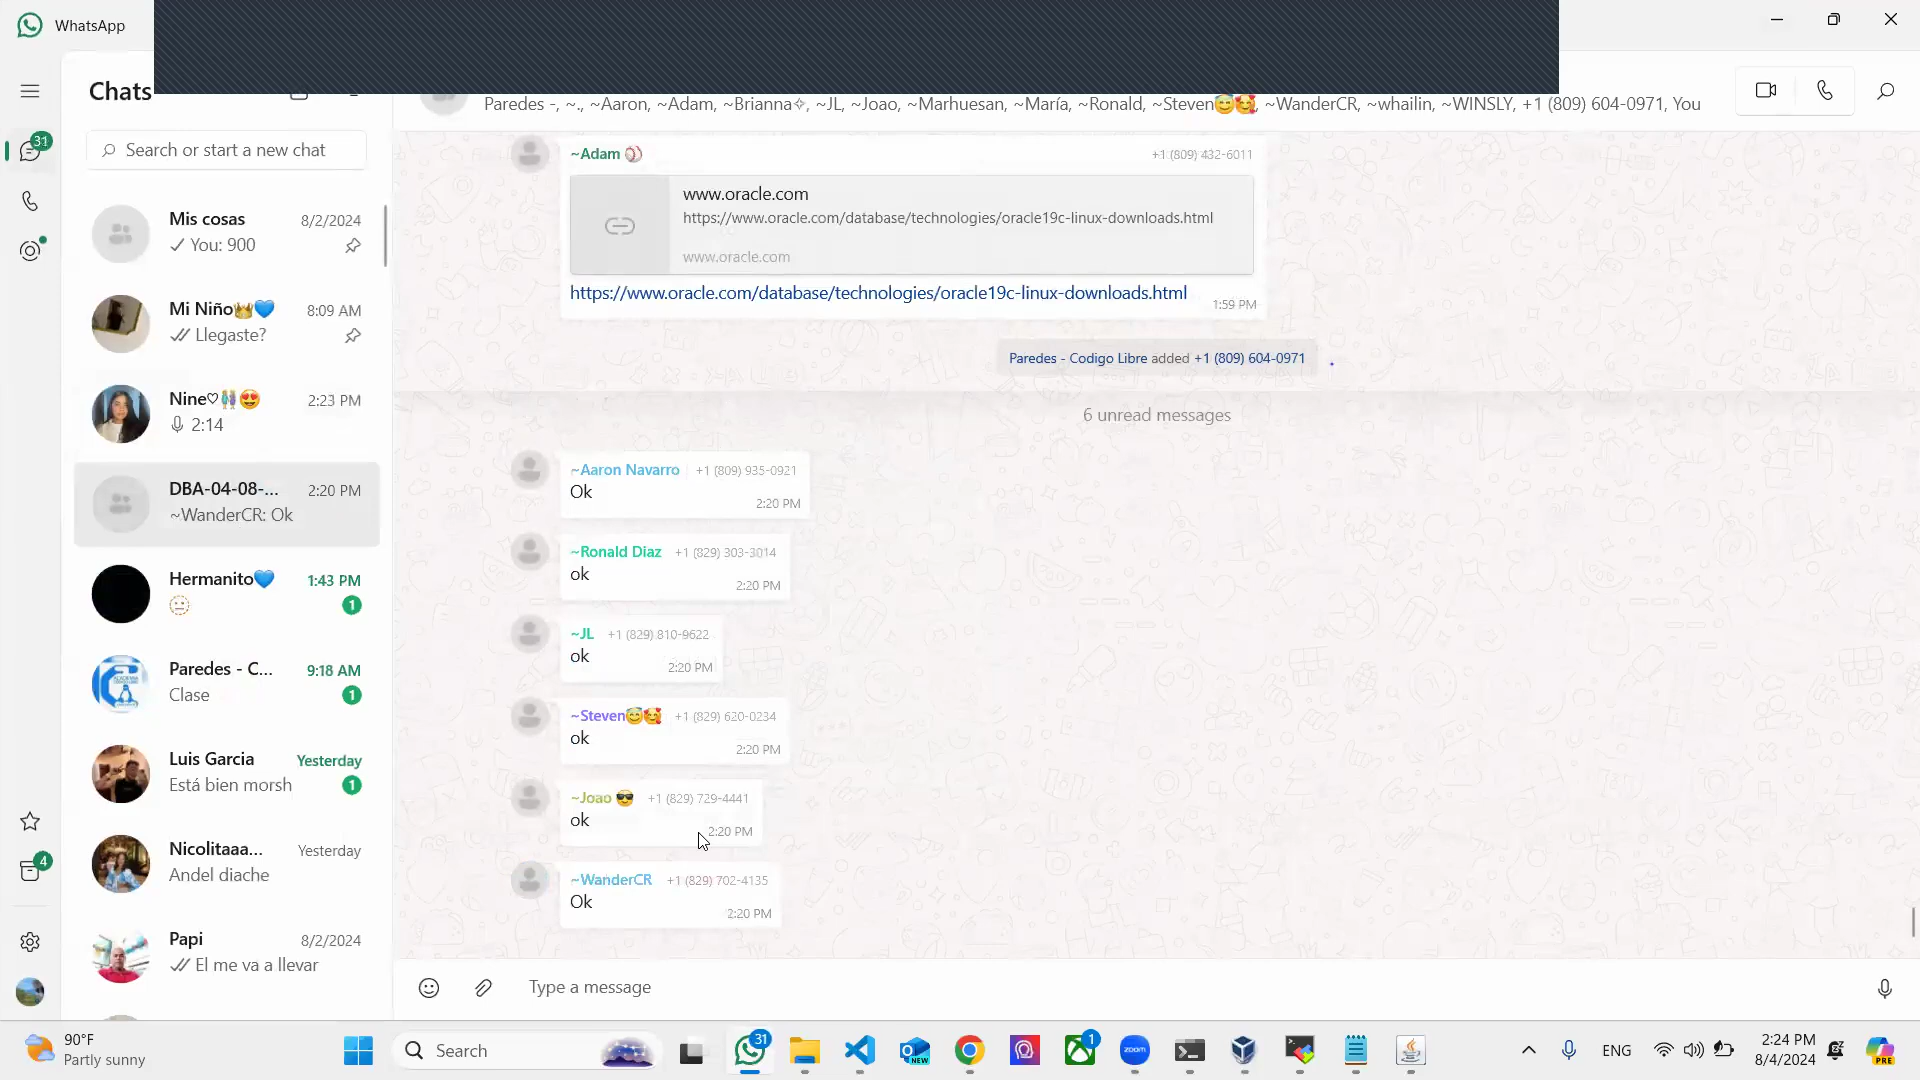 WhatsApp
Chats
Search or start a new chat
31
Mis cosas 8/2/2024
You: 900
Mi Niño👑💙 8:09 AM
Llegaste?
Nine♡👭😍 2:23 PM
2:14
DBA-04-08-... 2:20 PM
~WanderCR: Ok
Hermanito💙 1:43 PM
🫥 1
Paredes - C... 9:18 AM
Clase 1
Luis Garcia Yesterday
Está bien morsh 1
Nicolitaaa... Yesterday
Andel diache
4
Papi 8/2/2024
El me va a llevar
Paredes -, ~., ~Aaron, ~Adam, ~Brianna✧, ~JL, ~Joao, ~Marhuesan, ~María, ~Ronald, ~Steven😇🥰, ~WanderCR, ~whailin, ~WINSLY, +1 (809) 604-0971, You
~Adam ⚾ +1 (809) 432-6011
www.oracle.com
https://www.oracle.com/database/technologies/oracle19c-linux-downloads.html
www.oracle.com
https://www.oracle.com/database/technologies/oracle19c-linux-downloads.html
1:59 PM
Paredes - Codigo Libre added +1 (809) 604-0971
6 unread messages
~Aaron Navarro +1 (809) 935-0921
Ok
2:20 PM
~Ronald Diaz +1 (829) 303-3014
ok
2:20 PM
~JL +1 (829) 810-9622
ok
2:20 PM
~Steven😇🥰 +1 (829) 620-0234
ok
2:20 PM
~Joao 😎 +1 (829) 729-4441
ok
2:20 PM
~WanderCR +1 (829) 702-4135
Ok
2:20 PM
Type a message
90°F
Partly sunny
Search
31
NEW
1
zoom
ENG
2:24 PM
8/4/2024
PRE